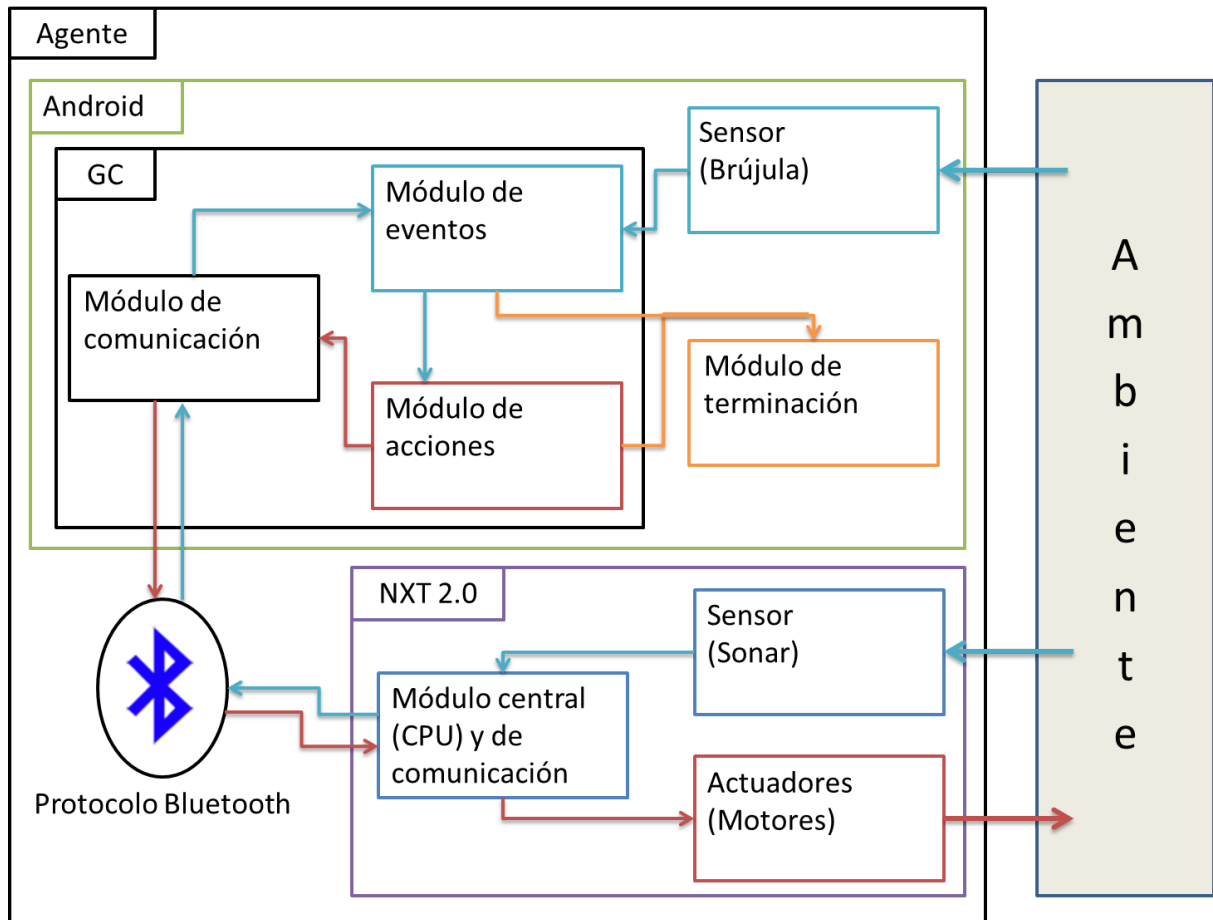 Agente
Android
GC
Sensor
(Brújula)
Módulo de
eventos
Módulo de
comunicación
Módulo de
terminación
Módulo de
acciones
NXT 2.0
Sensor
(Sonar)
Módulo central
(CPU) y de
comunicación
Protocolo Bluetooth
Actuadores
(Motores)
A
m
b
i
e
n
t
e